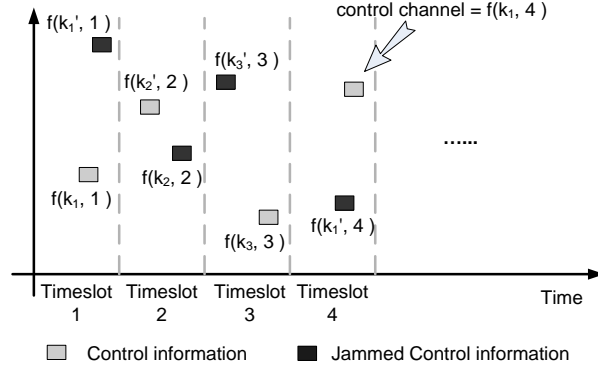 control channel = f(k1, 4 )
f(k1', 1 )
f(k3', 3 )
f(k2', 2 )
f(k2, 2 )
f(k1, 1 )
f(k3, 3 )
f(k1', 4 )
......
Timeslot 1
Timeslot 2
Timeslot 3
Timeslot 4
Time
Control information
Jammed Control information